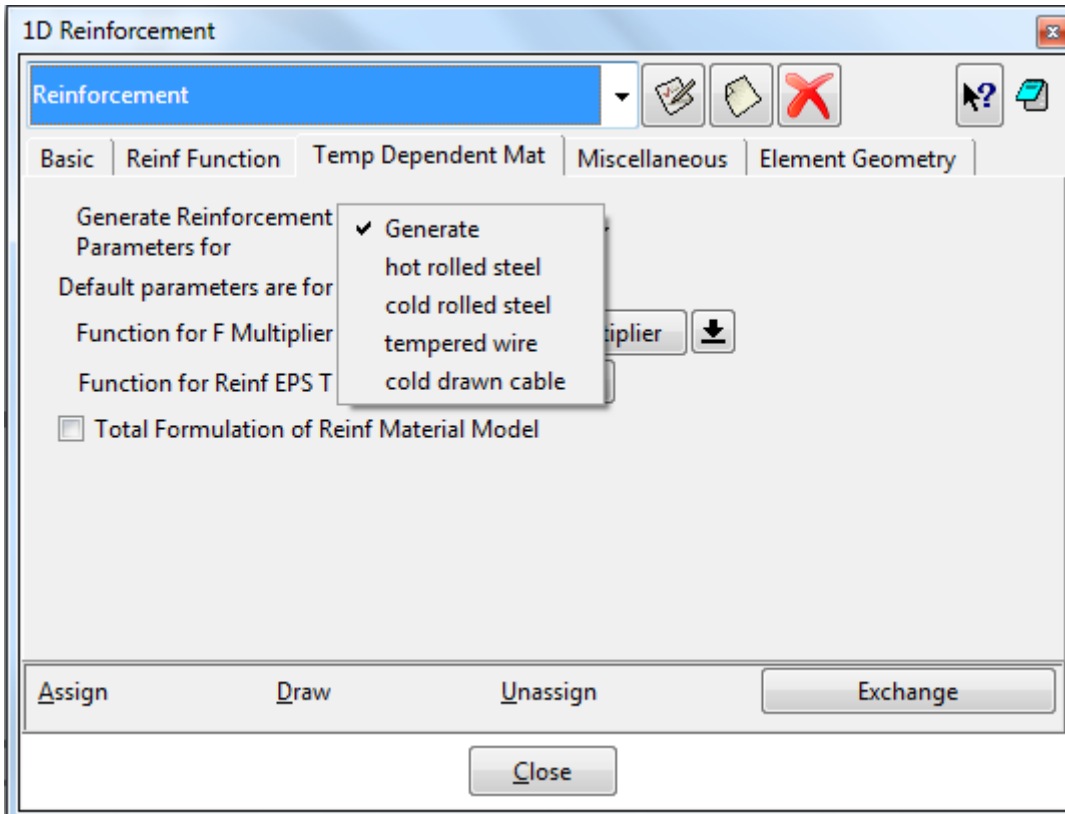 1D Reinforcement
Reinforcement
?
Basic Reinf Function Temp Dependent Mat Miscellaneous Element Geometry
Generate Reinforcement
Parameters for
Generate
hot rolled steel
Default parameters are for
cold rolled steel
Function for F Multiplier
tempered wire
tiplier
Function for Reinf EPS T
cold drawn cable
Total Formulation of Reinf Material Model
Assign Draw Unassign Exchange
Close